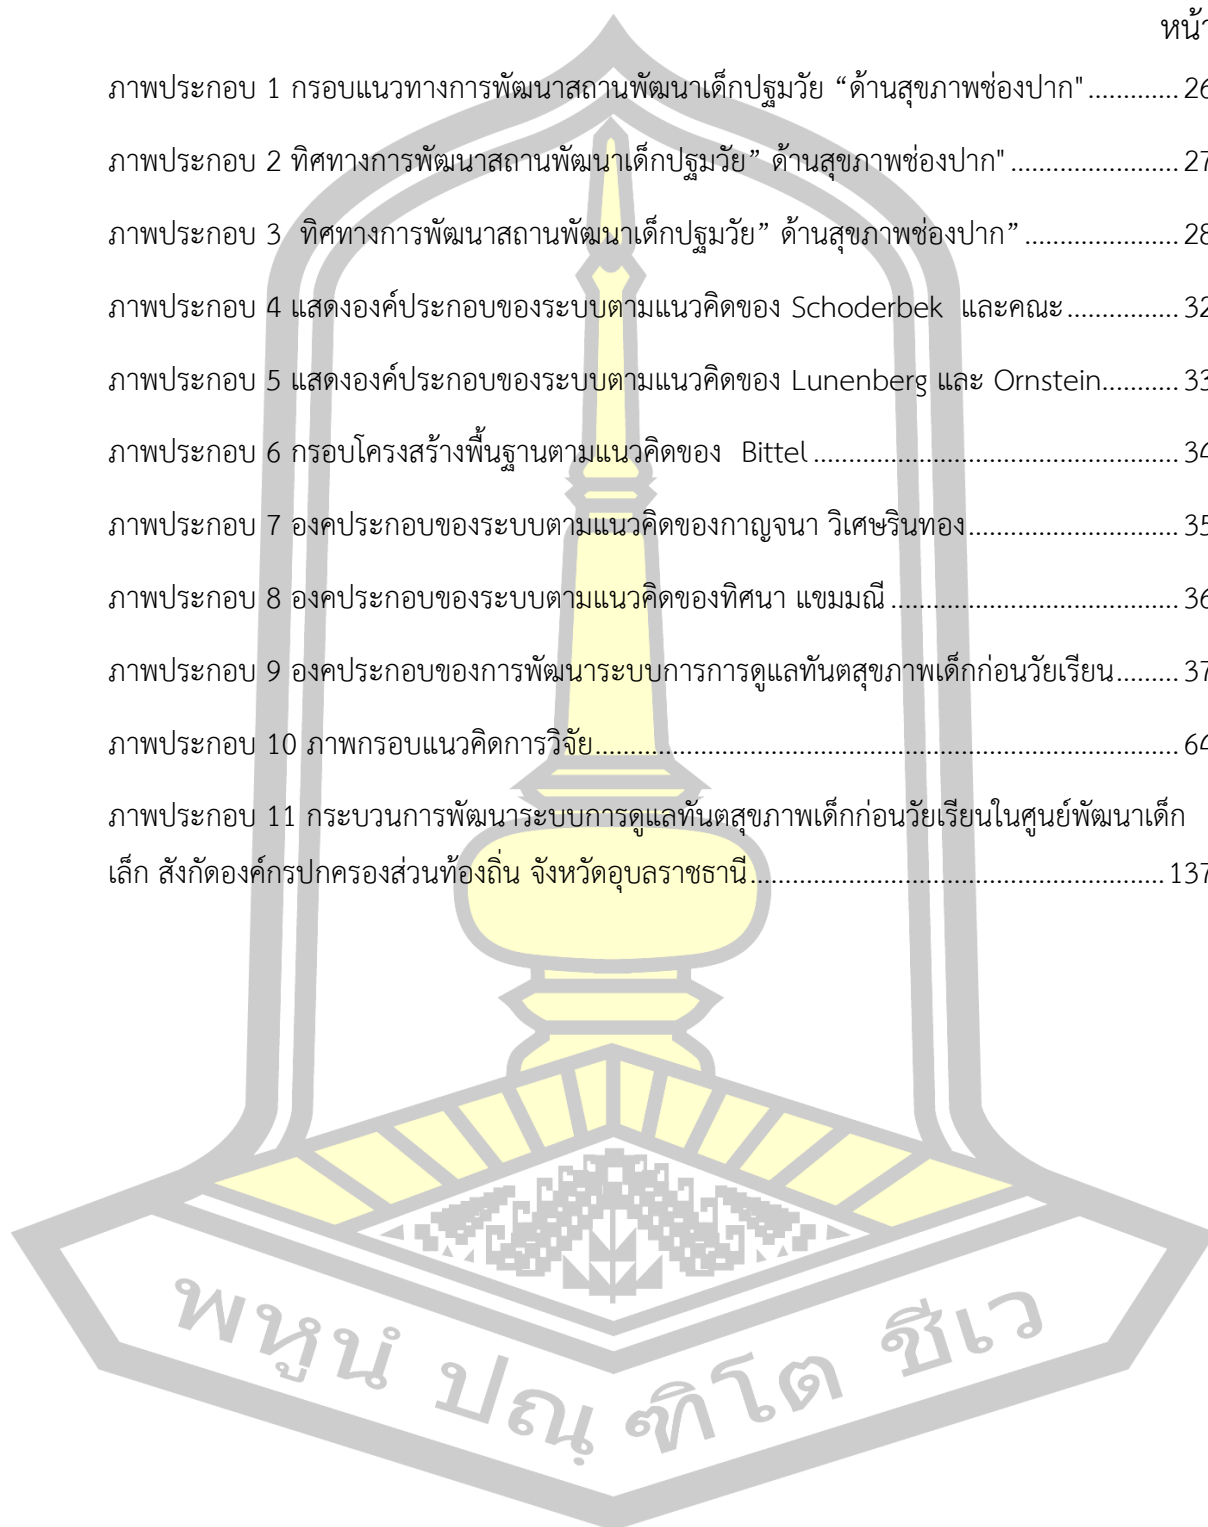 หน้า
ภาพประกอบ 1 กรอบแนวทางการพัฒนาสถานพัฒนาเด็กปฐมวัย “ด้านสุขภาพช่องปาก" ............. 26
ภาพประกอบ 2 ทิศทางการพัฒนาสถานพัฒนาเด็กปฐมวัย” ด้านสุขภาพช่องปาก" ........................ 27
ภาพประกอบ 3 ทิศทางการพัฒนาสถานพัฒนาเด็กปฐมวัย” ด้านสุขภาพช่องปาก” ...................... 28
ภาพประกอบ 4 แสดงองค์ประกอบของระบบตามแนวคิดของ Schoderbek และคณะ ................ 32
ภาพประกอบ 5 แสดงองค์ประกอบของระบบตามแนวคิดของ Lunenberg และ Ornstein........... 33
ภาพประกอบ 6 กรอบโครงสร้างพื้นฐานตามแนวคิดของ Bittel .................................................... 34
ภาพประกอบ 7 องคประกอบของระบบตามแนวคิดของกาญจนา วิเศษรินทอง.............................. 35
ภาพประกอบ 8 องคประกอบของระบบตามแนวคิดของทิศนา แขมมณี ......................................... 36
ภาพประกอบ 9 องคประกอบของการพัฒนาระบบการการดูแลทันตสุขภาพเด็กก่อนวัยเรียน......... 37
ภาพประกอบ 10 ภาพกรอบแนวคิดการวิจัย................................................................................... 64
ภาพประกอบ 11 กระบวนการพัฒนาระบบการดูแลทันตสุขภาพเด็กก่อนวัยเรียนในศูนย์พัฒนาเด็ก
เล็ก สังกัดองค์กรปกครองส่วนท้องถิ่น จังหวัดอุบลราชธานี........................................................... 137
พหูนํ ปณฺฑิโต ชีเว